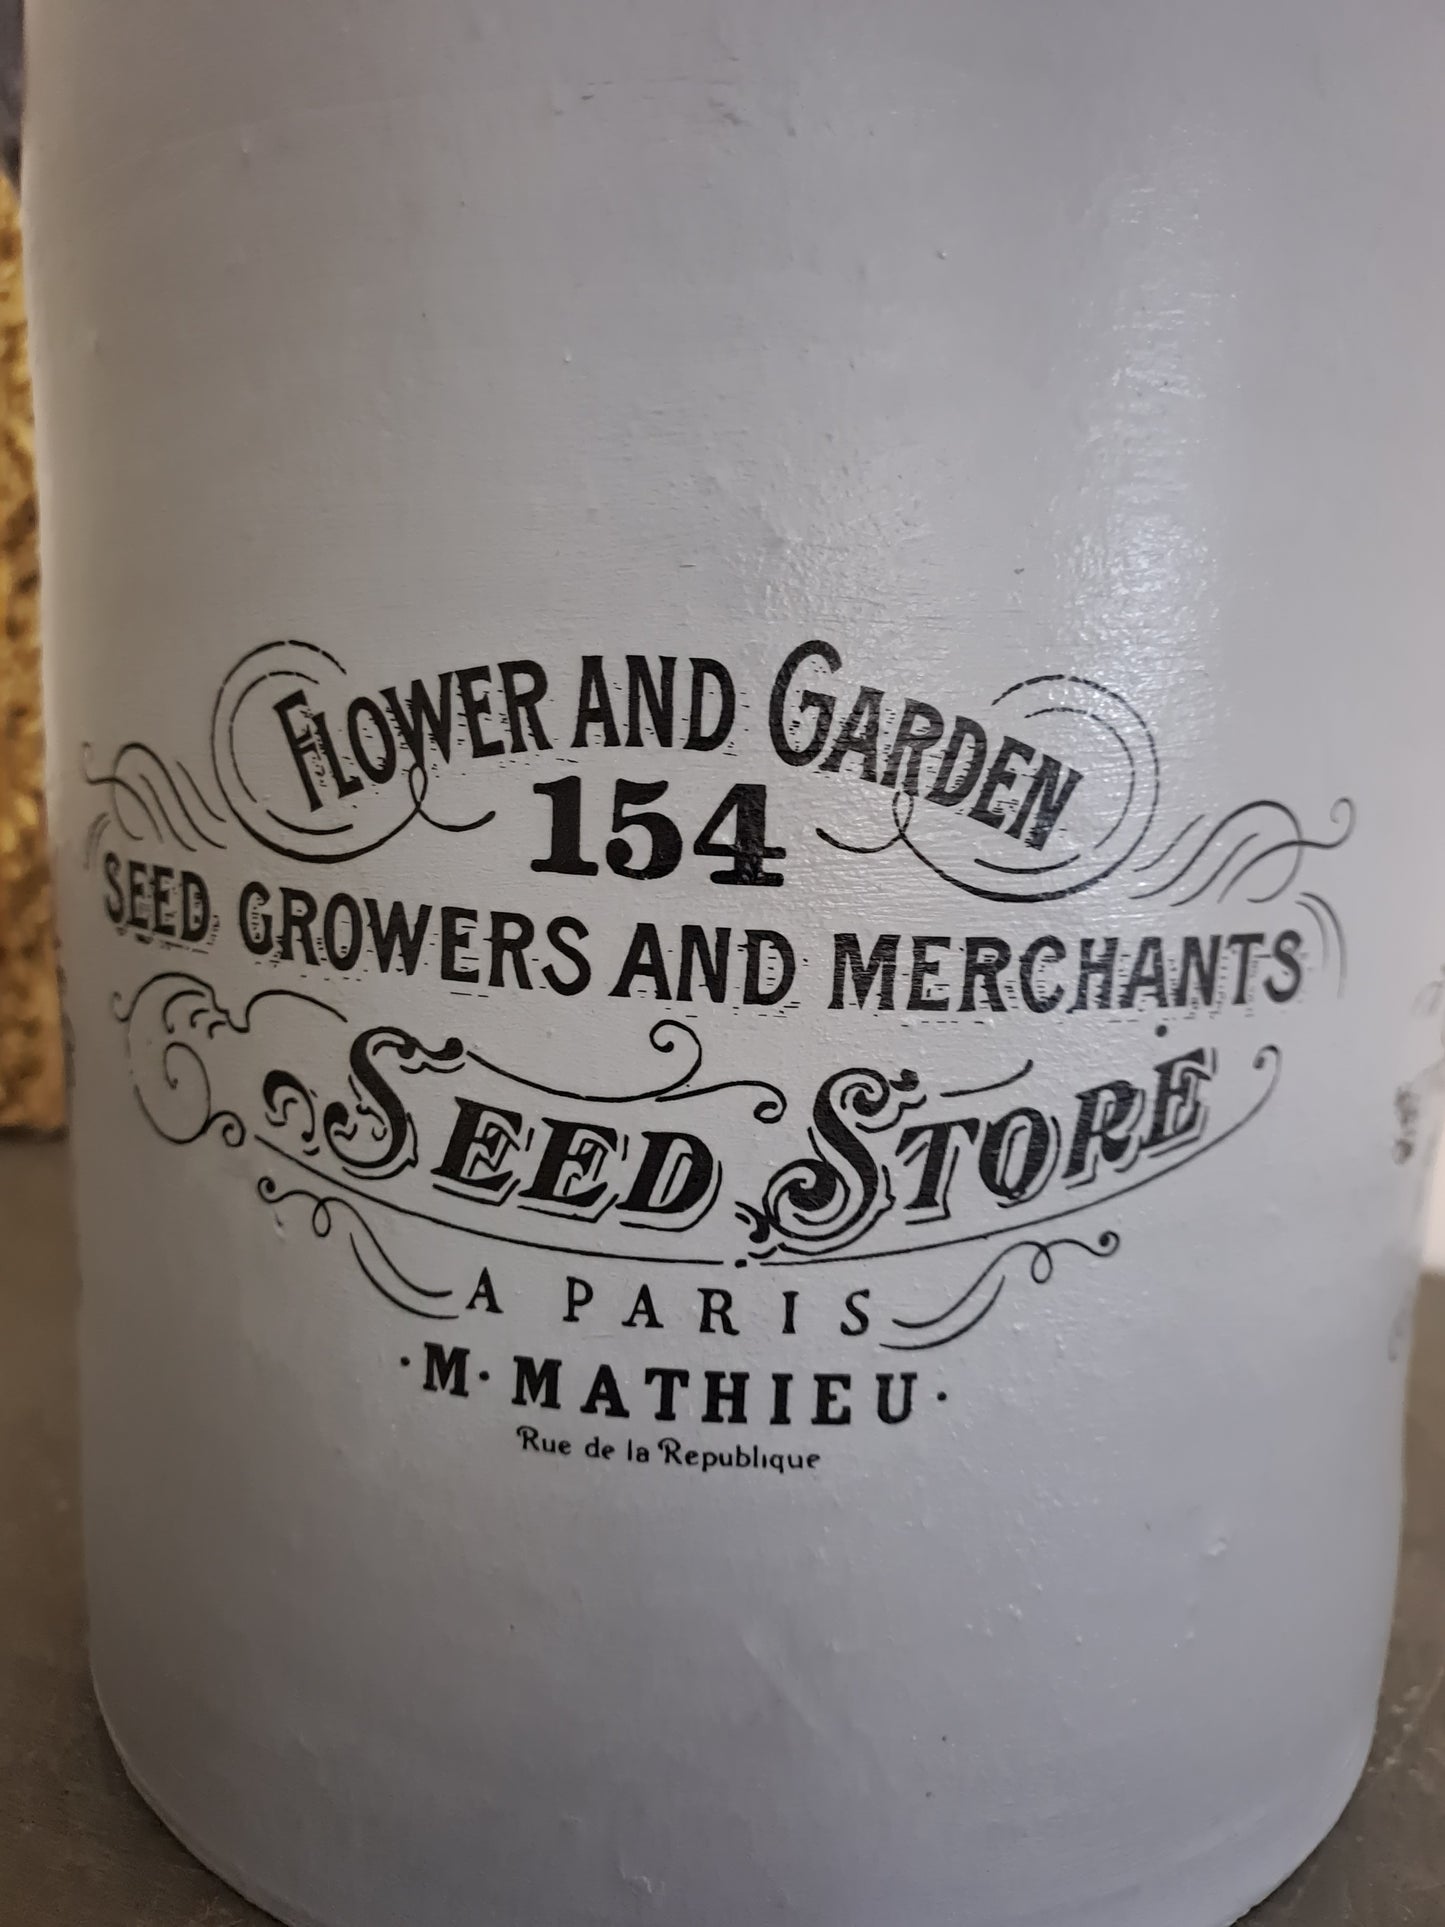 FLOWER AND GARDEN
154
SEED GROWERS AND MERCHANTS
SEED STORE
A PARIS
·M·MATHIEU·
Rue de la Republique